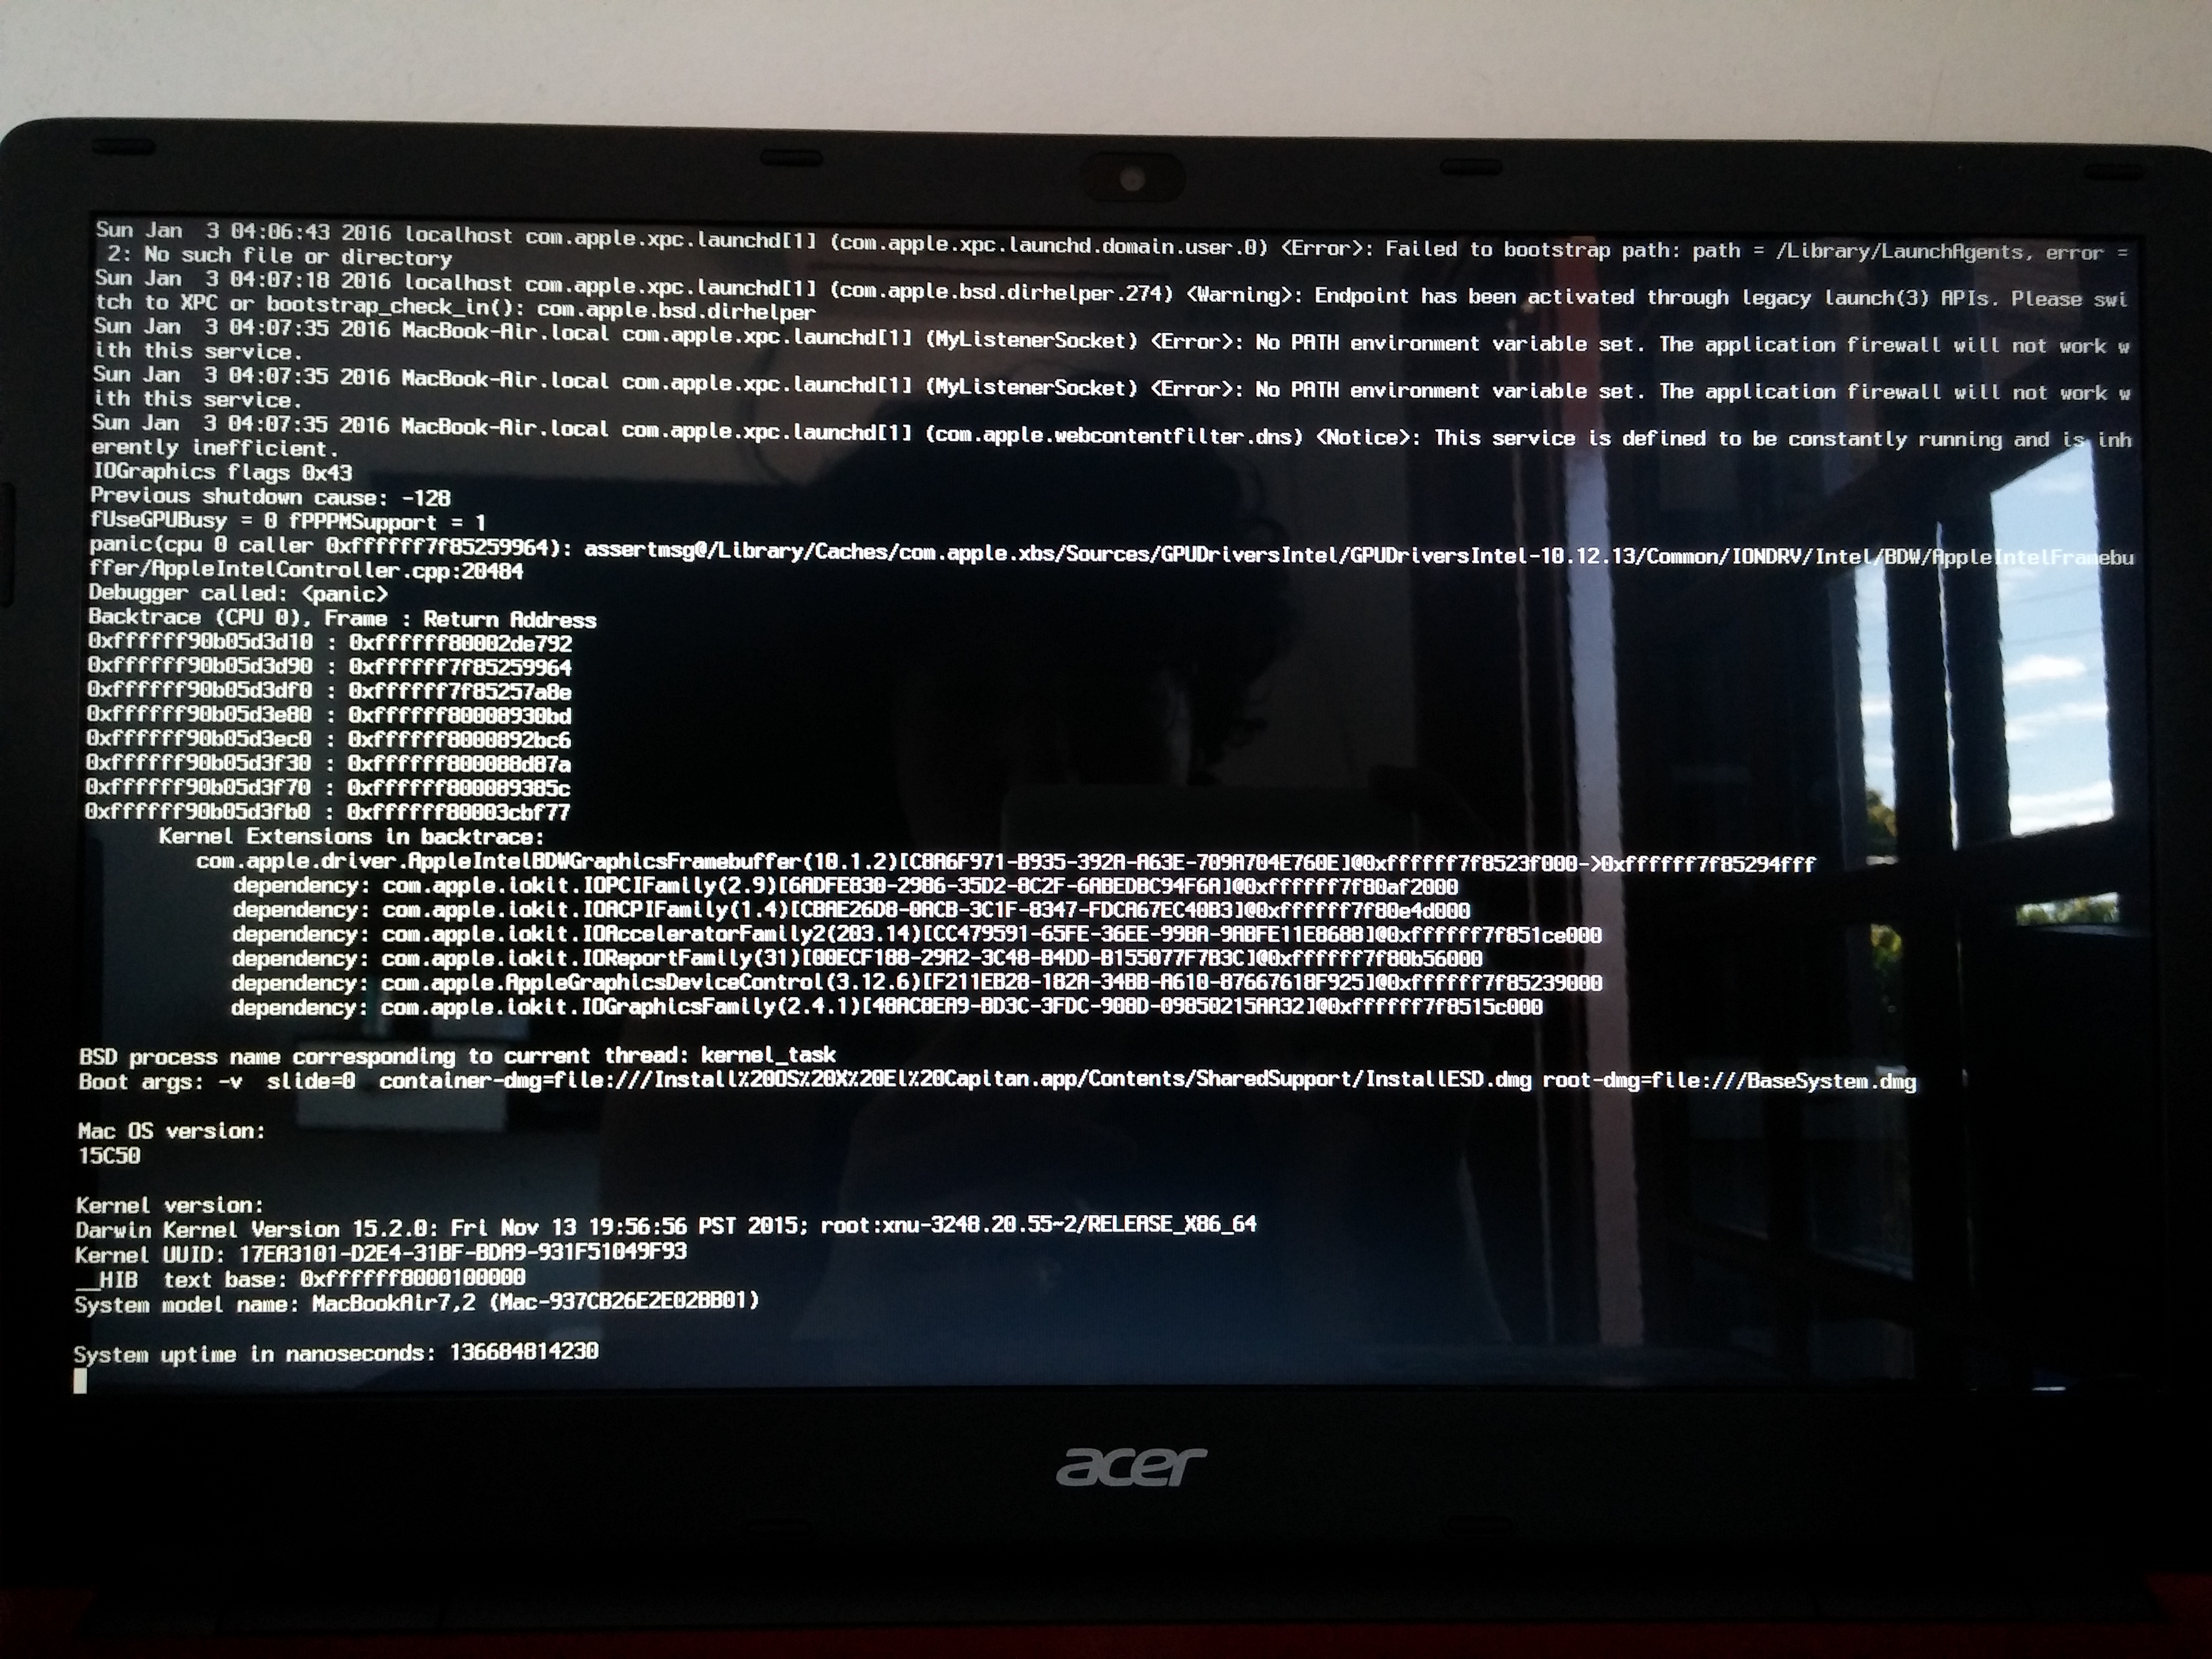 Sun Jan  3 04:06:43 2016 localhost com.apple.xpc.launchd[1] (com.apple.xpc.launchd.domain.user.0) <Error>: Failed to bootstrap path: path = /Library/LaunchAgents, error =
 2: No such file or directory
Sun Jan  3 04:07:18 2016 localhost com.apple.xpc.launchd[1] (com.apple.bsd.dirhelper.274) <Warning>: Endpoint has been activated through legacy launch(3) APIs. Please swi
tch to XPC or bootstrap_check_in(): com.apple.bsd.dirhelper
Sun Jan  3 04:07:35 2016 MacBook-Air.local com.apple.xpc.launchd[1] (MyListenerSocket) <Error>: No PATH environment variable set. The application firewall will not work w
ith this service.
Sun Jan  3 04:07:35 2016 MacBook-Air.local com.apple.xpc.launchd[1] (MyListenerSocket) <Error>: No PATH environment variable set. The application firewall will not work w
ith this service.
Sun Jan  3 04:07:35 2016 MacBook-Air.local com.apple.xpc.launchd[1] (com.apple.webcontentfilter.dns) <Notice>: This service is defined to be constantly running and is inh
erently inefficient.
IOGraphics flags 0x43
Previous shutdown cause: -128
fUseGPUBusy = 0 fPPPMSupport = 1
panic(cpu 0 caller 0xffffff7f85259964): assertmsg@/Library/Caches/com.apple.xbs/Sources/GPUDriversIntel/GPUDriversIntel-10.12.13/Common/IONDRV/Intel/BDW/AppleIntelFramebu
ffer/AppleIntelController.cpp:20484
Debugger called: <panic>
Backtrace (CPU 0), Frame : Return Address
0xffffff90b05d3d10 : 0xffffff80002de792
0xffffff90b05d3d90 : 0xffffff7f85259964
0xffffff90b05d3df0 : 0xffffff7f85257a8e
0xffffff90b05d3e80 : 0xffffff80008930bd
0xffffff90b05d3ec0 : 0xffffff8000892bc6
0xffffff90b05d3f30 : 0xffffff800088d87a
0xffffff90b05d3f70 : 0xffffff800089385c
0xffffff90b05d3fb0 : 0xffffff80003cbf77
Kernel Extensions in backtrace:
com.apple.driver.AppleIntelBDWGraphicsFramebuffer(10.1.2)[C8A6F971-B935-392A-A63E-709A704E760E]@0xffffff7f8523f000->0xffffff7f85294fff
dependency: com.apple.iokit.IOPCIFamily(2.9)[6ADFE830-2986-35D2-8C2F-6ABEDBC94F6A]@0xffffff7f80af2000
dependency: com.apple.iokit.IOACPIFamily(1.4)[CBAE26D8-0ACB-3C1F-8347-FDCA67EC40B3]@0xffffff7f80e4d000
dependency: com.apple.iokit.IOAcceleratorFamily2(203.14)[CC479591-65FE-36EE-99BA-9ABFE11E8688]@0xffffff7f851ce000
dependency: com.apple.iokit.IOReportFamily(31)[00ECF188-29A2-3C48-B4DD-B155077F7B3C]@0xffffff7f80b56000
dependency: com.apple.AppleGraphicsDeviceControl(3.12.6)[F211EB28-182A-34BB-A610-87667618F925]@0xffffff7f85239000
dependency: com.apple.iokit.IOGraphicsFamily(2.4.1)[48AC8EA9-BD3C-3FDC-908D-09850215AA32]@0xffffff7f8515c000
BSD process name corresponding to current thread: kernel_task
Boot args: -v  slide=0  container-dmg=file:///Install%20OS%20X%20El%20Capitan.app/Contents/SharedSupport/InstallESD.dmg root-dmg=file:///BaseSystem.dmg
Mac OS version:
15C50
Kernel version:
Darwin Kernel Version 15.2.0: Fri Nov 13 19:56:56 PST 2015; root:xnu-3248.20.55~2/RELEASE_X86_64
Kernel UUID: 17EA3101-D2E4-31BF-BDA9-931F51049F93
__HIB  text base: 0xffffff8000100000
System model name: MacBookAir7,2 (Mac-937CB26E2E02BB01)
System uptime in nanoseconds: 136684814230
acer